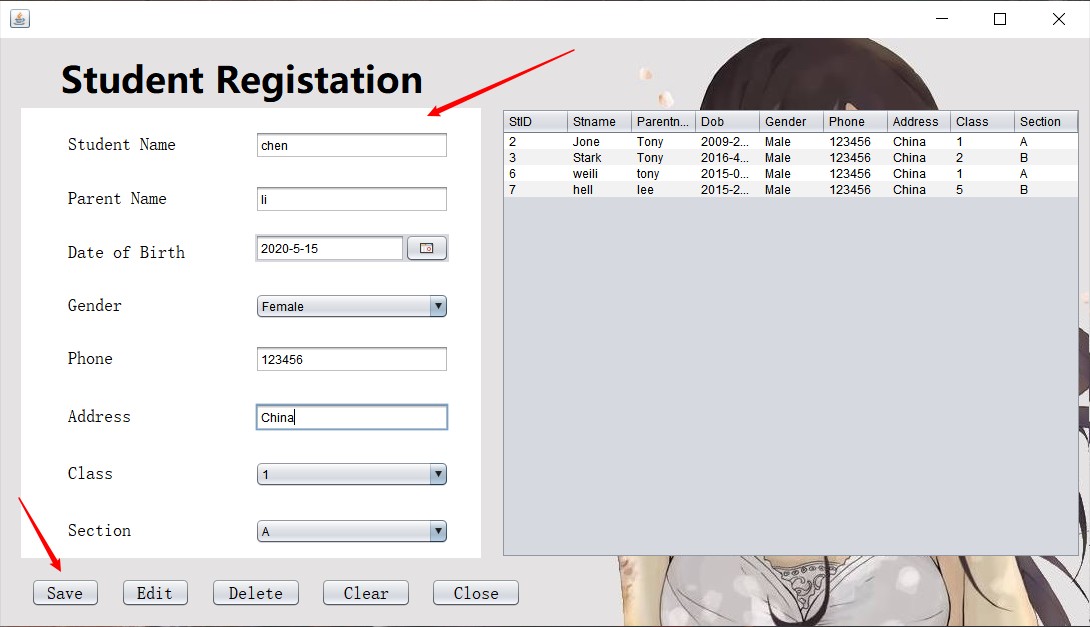 Student Registation
Student Name chen
Parent Name li
Date of Birth 2020-5-15
Gender Female
Phone 123456
Address China
Class 1
Section A
Save Edit Delete Clear Close
StID Stname Parentn... Dob Gender Phone Address Class Section
2 Jone Tony 2009-2... Male 123456 China 1 A
3 Stark Tony 2016-4... Male 123456 China 2 B
6 weili tony 2015-0... Male 123456 China 1 A
7 hell lee 2015-2... Male 123456 China 5 B